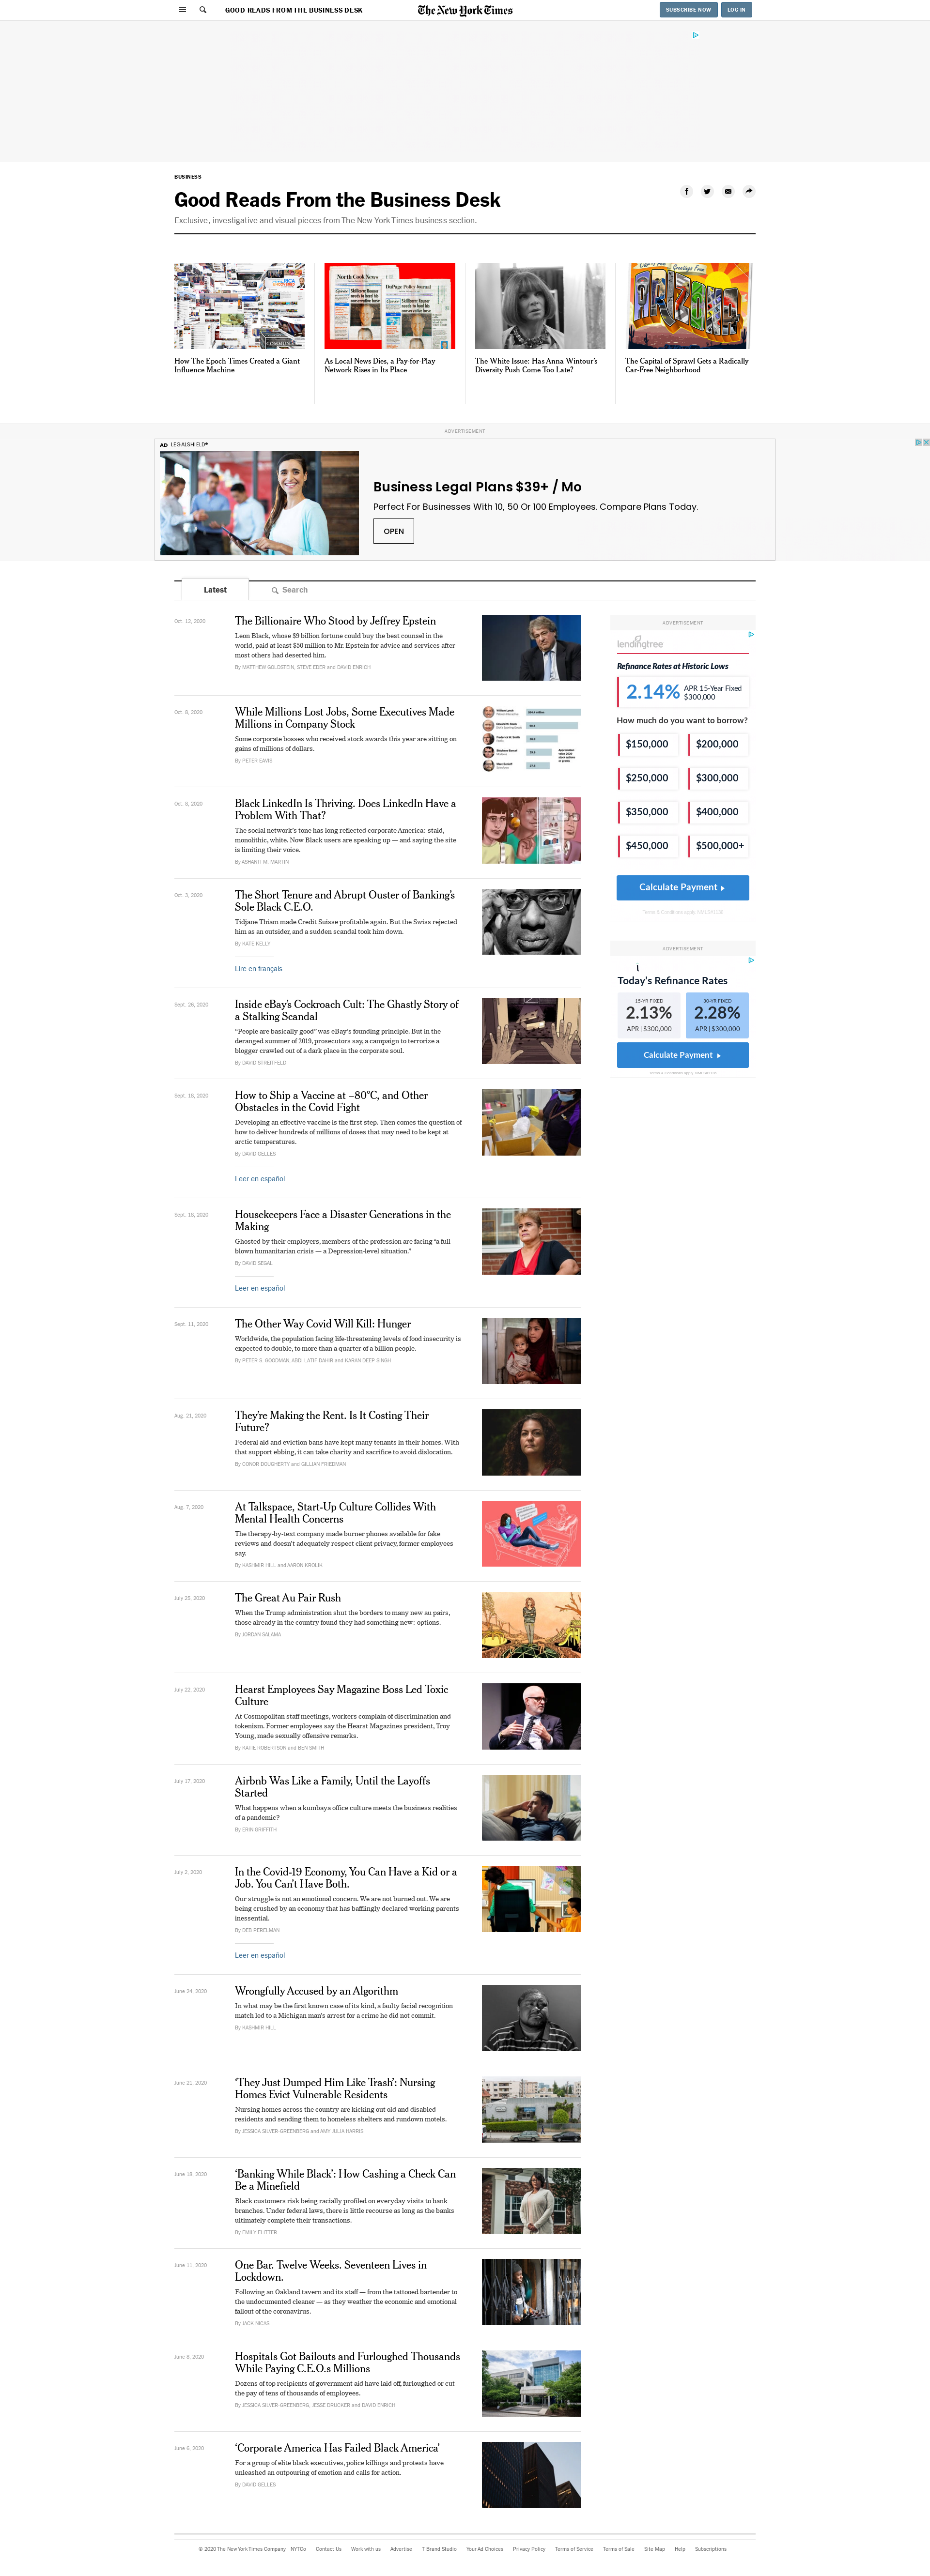 GOOD READS FROM THE BUSINESS DESK
The New York Times
SUBSCRIBE NOW
LOG IN
BUSINESS
Good Reads From the Business Desk
Exclusive, investigative and visual pieces from The New York Times business section.
North Cook News
DuPage Policy Journal
Greetings From
ARIZONA
How The Epoch Times Created a Giant
Influence Machine
As Local News Dies, a Pay-for-Play
Network Rises in Its Place
The White Issue: Has Anna Wintour's
Diversity Push Come Too Late?
The Capital of Sprawl Gets a Radically
Car-Free Neighborhood
ADVERTISEMENT
AD LEGALSHIELD®
Business Legal Plans $39+ / Mo
Perfect For Businesses With 10, 50 Or 100 Employees. Compare Plans Today.
OPEN
Latest
Search
Oct. 12, 2020
The Billionaire Who Stood by Jeffrey Epstein
Leon Black, whose $9 billion fortune could buy the best counsel in the
world, paid at least $50 million to Mr. Epstein for advice and services after
most others had deserted him.
By MATTHEW GOLDSTEIN, STEVE EDER and DAVID ENRICH
Oct. 8, 2020
While Millions Lost Jobs, Some Executives Made
Millions in Company Stock
Some corporate bosses who received stock awards this year are sitting on
gains of millions of dollars.
By PETER EAVIS
Oct. 8, 2020
Black LinkedIn Is Thriving. Does LinkedIn Have a
Problem With That?
The social network's tone has long reflected corporate America: staid,
monolithic, white. Now Black users are speaking up — and saying the site
is limiting their voice.
By ASHANTI M. MARTIN
Oct. 3, 2020
The Short Tenure and Abrupt Ouster of Banking's
Sole Black C.E.O.
Tidjane Thiam made Credit Suisse profitable again. But the Swiss rejected
him as an outsider, and a sudden scandal took him down.
By KATE KELLY
Lire en français
Sept. 26, 2020
Inside eBay's Cockroach Cult: The Ghastly Story of
a Stalking Scandal
"People are basically good" was eBay's founding principle. But in the
deranged summer of 2019, prosecutors say, a campaign to terrorize a
blogger crawled out of a dark place in the corporate soul.
By DAVID STREITFELD
Sept. 18, 2020
How to Ship a Vaccine at –80°C, and Other
Obstacles in the Covid Fight
Developing an effective vaccine is the first step. Then comes the question of
how to deliver hundreds of millions of doses that may need to be kept at
arctic temperatures.
By DAVID GELLES
Leer en español
Sept. 18, 2020
Housekeepers Face a Disaster Generations in the
Making
Ghosted by their employers, members of the profession are facing "a full-
blown humanitarian crisis — a Depression-level situation."
By DAVID SEGAL
Leer en español
Sept. 11, 2020
The Other Way Covid Will Kill: Hunger
Worldwide, the population facing life-threatening levels of food insecurity is
expected to double, to more than a quarter of a billion people.
By PETER S. GOODMAN, ABDI LATIF DAHIR and KARAN DEEP SINGH
Aug. 21, 2020
They're Making the Rent. Is It Costing Their
Future?
Federal aid and eviction bans have kept many tenants in their homes. With
that support ebbing, it can take charity and sacrifice to avoid dislocation.
By CONOR DOUGHERTY and GILLIAN FRIEDMAN
Aug. 7, 2020
At Talkspace, Start-Up Culture Collides With
Mental Health Concerns
The therapy-by-text company made burner phones available for fake
reviews and doesn't adequately respect client privacy, former employees
say.
By KASHMIR HILL and AARON KROLIK
July 25, 2020
The Great Au Pair Rush
When the Trump administration shut the borders to many new au pairs,
those already in the country found they had something new: options.
By JORDAN SALAMA
July 22, 2020
Hearst Employees Say Magazine Boss Led Toxic
Culture
At Cosmopolitan staff meetings, workers complain of discrimination and
tokenism. Former employees say the Hearst Magazines president, Troy
Young, made sexually offensive remarks.
By KATIE ROBERTSON and BEN SMITH
July 17, 2020
Airbnb Was Like a Family, Until the Layoffs
Started
What happens when a kumbaya office culture meets the business realities
of a pandemic?
By ERIN GRIFFITH
July 2, 2020
In the Covid-19 Economy, You Can Have a Kid or a
Job. You Can't Have Both.
Our struggle is not an emotional concern. We are not burned out. We are
being crushed by an economy that has bafflingly declared working parents
inessential.
By DEB PERELMAN
Leer en español
June 24, 2020
Wrongfully Accused by an Algorithm
In what may be the first known case of its kind, a faulty facial recognition
match led to a Michigan man's arrest for a crime he did not commit.
By KASHMIR HILL
June 21, 2020
'They Just Dumped Him Like Trash': Nursing
Homes Evict Vulnerable Residents
Nursing homes across the country are kicking out old and disabled
residents and sending them to homeless shelters and rundown motels.
By JESSICA SILVER-GREENBERG and AMY JULIA HARRIS
June 18, 2020
'Banking While Black': How Cashing a Check Can
Be a Minefield
Black customers risk being racially profiled on everyday visits to bank
branches. Under federal laws, there is little recourse as long as the banks
ultimately complete their transactions.
By EMILY FLITTER
June 11, 2020
One Bar. Twelve Weeks. Seventeen Lives in
Lockdown.
Following an Oakland tavern and its staff — from the tattooed bartender to
the undocumented cleaner — as they weather the economic and emotional
fallout of the coronavirus.
By JACK NICAS
June 8, 2020
Hospitals Got Bailouts and Furloughed Thousands
While Paying C.E.O.s Millions
Dozens of top recipients of government aid have laid off, furloughed or cut
the pay of tens of thousands of employees.
By JESSICA SILVER-GREENBERG, JESSE DRUCKER and DAVID ENRICH
June 6, 2020
'Corporate America Has Failed Black America'
For a group of elite black executives, police killings and protests have
unleashed an outpouring of emotion and calls for action.
By DAVID GELLES
ADVERTISEMENT
lendingtree
Refinance Rates at Historic Lows
2.14% APR 15-Year Fixed
$300,000
How much do you want to borrow?
$150,000 $200,000
$250,000 $300,000
$350,000 $400,000
$450,000 $500,000+
Calculate Payment
ADVERTISEMENT
Today's Refinance Rates
15-YR FIXED 30-YR FIXED
2.13% 2.28%
APR | $300,000 APR | $300,000
Calculate Payment
© 2020 The New York Times Company NYTCo Contact Us Work with us Advertise T Brand Studio Your Ad Choices Privacy Policy Terms of Service Terms of Sale Site Map Help Subscriptions